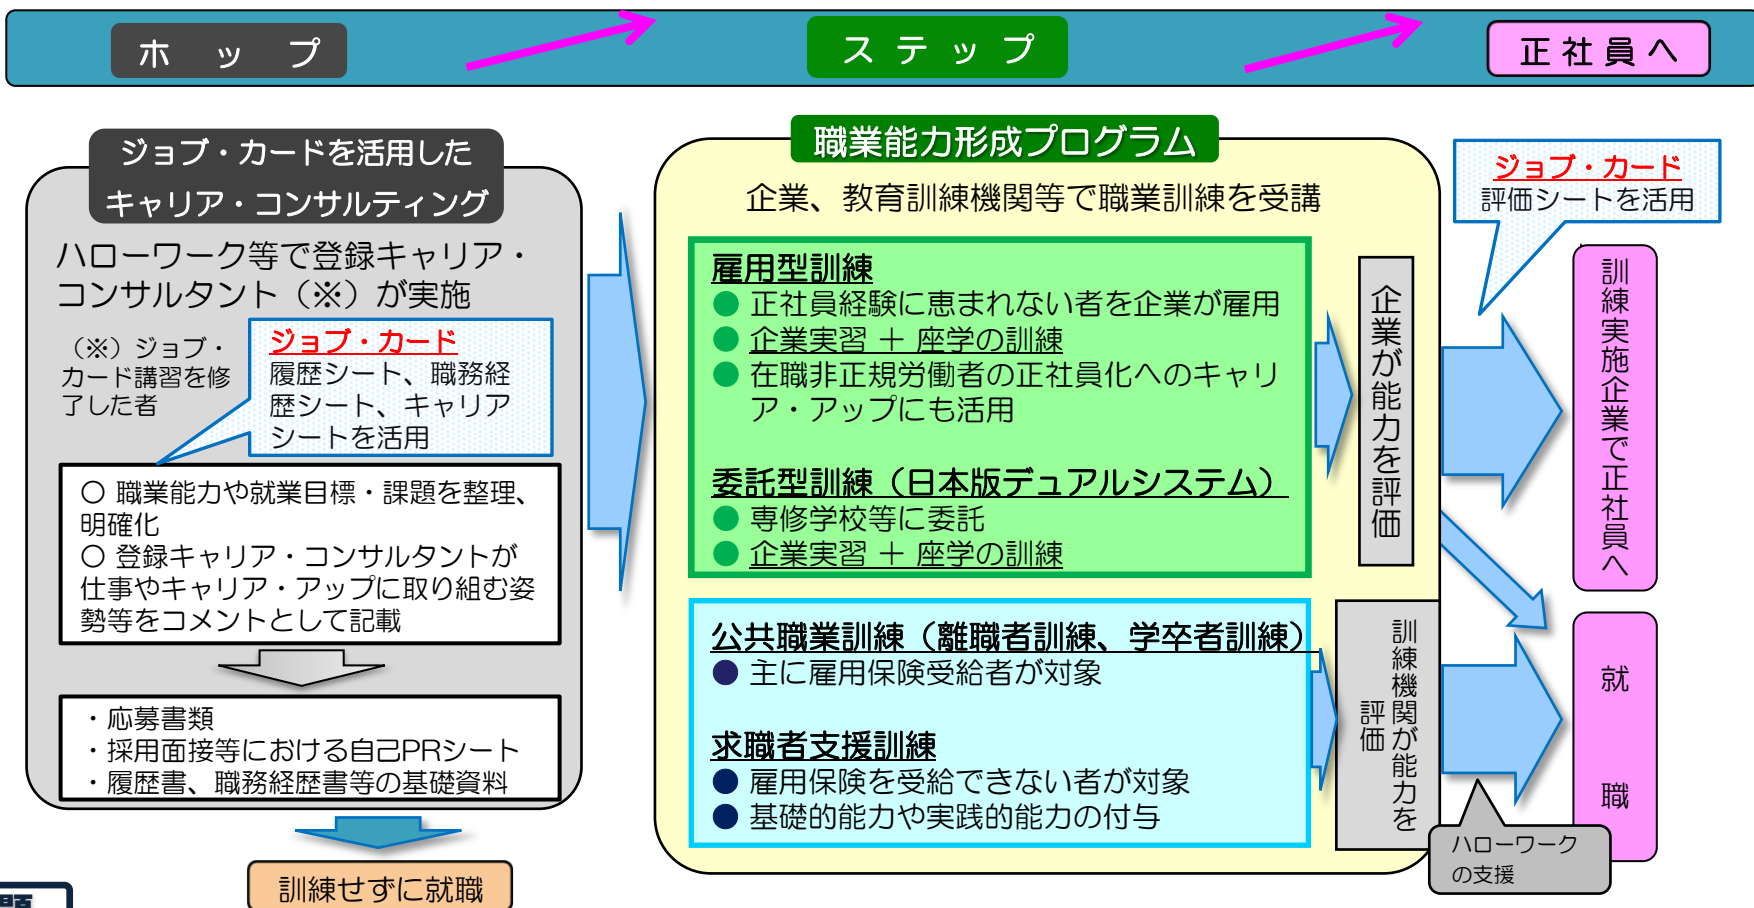 ホップ
ステップ
正社員へ
ジョブ・カードを活用した
キャリア・コンサルティング
ハローワーク等で登録キャリア・
コンサルタント（※）が実施
（※）ジョブ・
カード講習を修
了した者
ジョブ・カード
履歴シート、職務経
歴シート、キャリア
シートを活用
〇 職業能力や就業目標・課題を整理、
明確化
〇 登録キャリア・コンサルタントが
仕事やキャリア・アップに取り組む姿
勢等をコメントとして記載
・応募書類
・採用面接等における自己PRシート
・履歴書、職務経歴書等の基礎資料
訓練せずに就職
職業能力形成プログラム
企業、教育訓練機関等で職業訓練を受講
雇用型訓練
● 正社員経験に恵まれない者を企業が雇用
● 企業実習 ＋ 座学の訓練
● 在職非正規労働者の正社員化へのキャリ
ア・アップにも活用
委託型訓練（日本版デュアルシステム）
● 専修学校等に委託
● 企業実習 ＋ 座学の訓練
企業が能力を評価
公共職業訓練（離職者訓練、学卒者訓練）
● 主に雇用保険受給者が対象
求職者支援訓練
● 雇用保険を受給できない者が対象
● 基礎的能力や実践的能力の付与
訓練機関が能力を
評価
ジョブ・カード
評価シートを活用
訓練実施企業で正社員へ
就職
ハローワーク
の支援